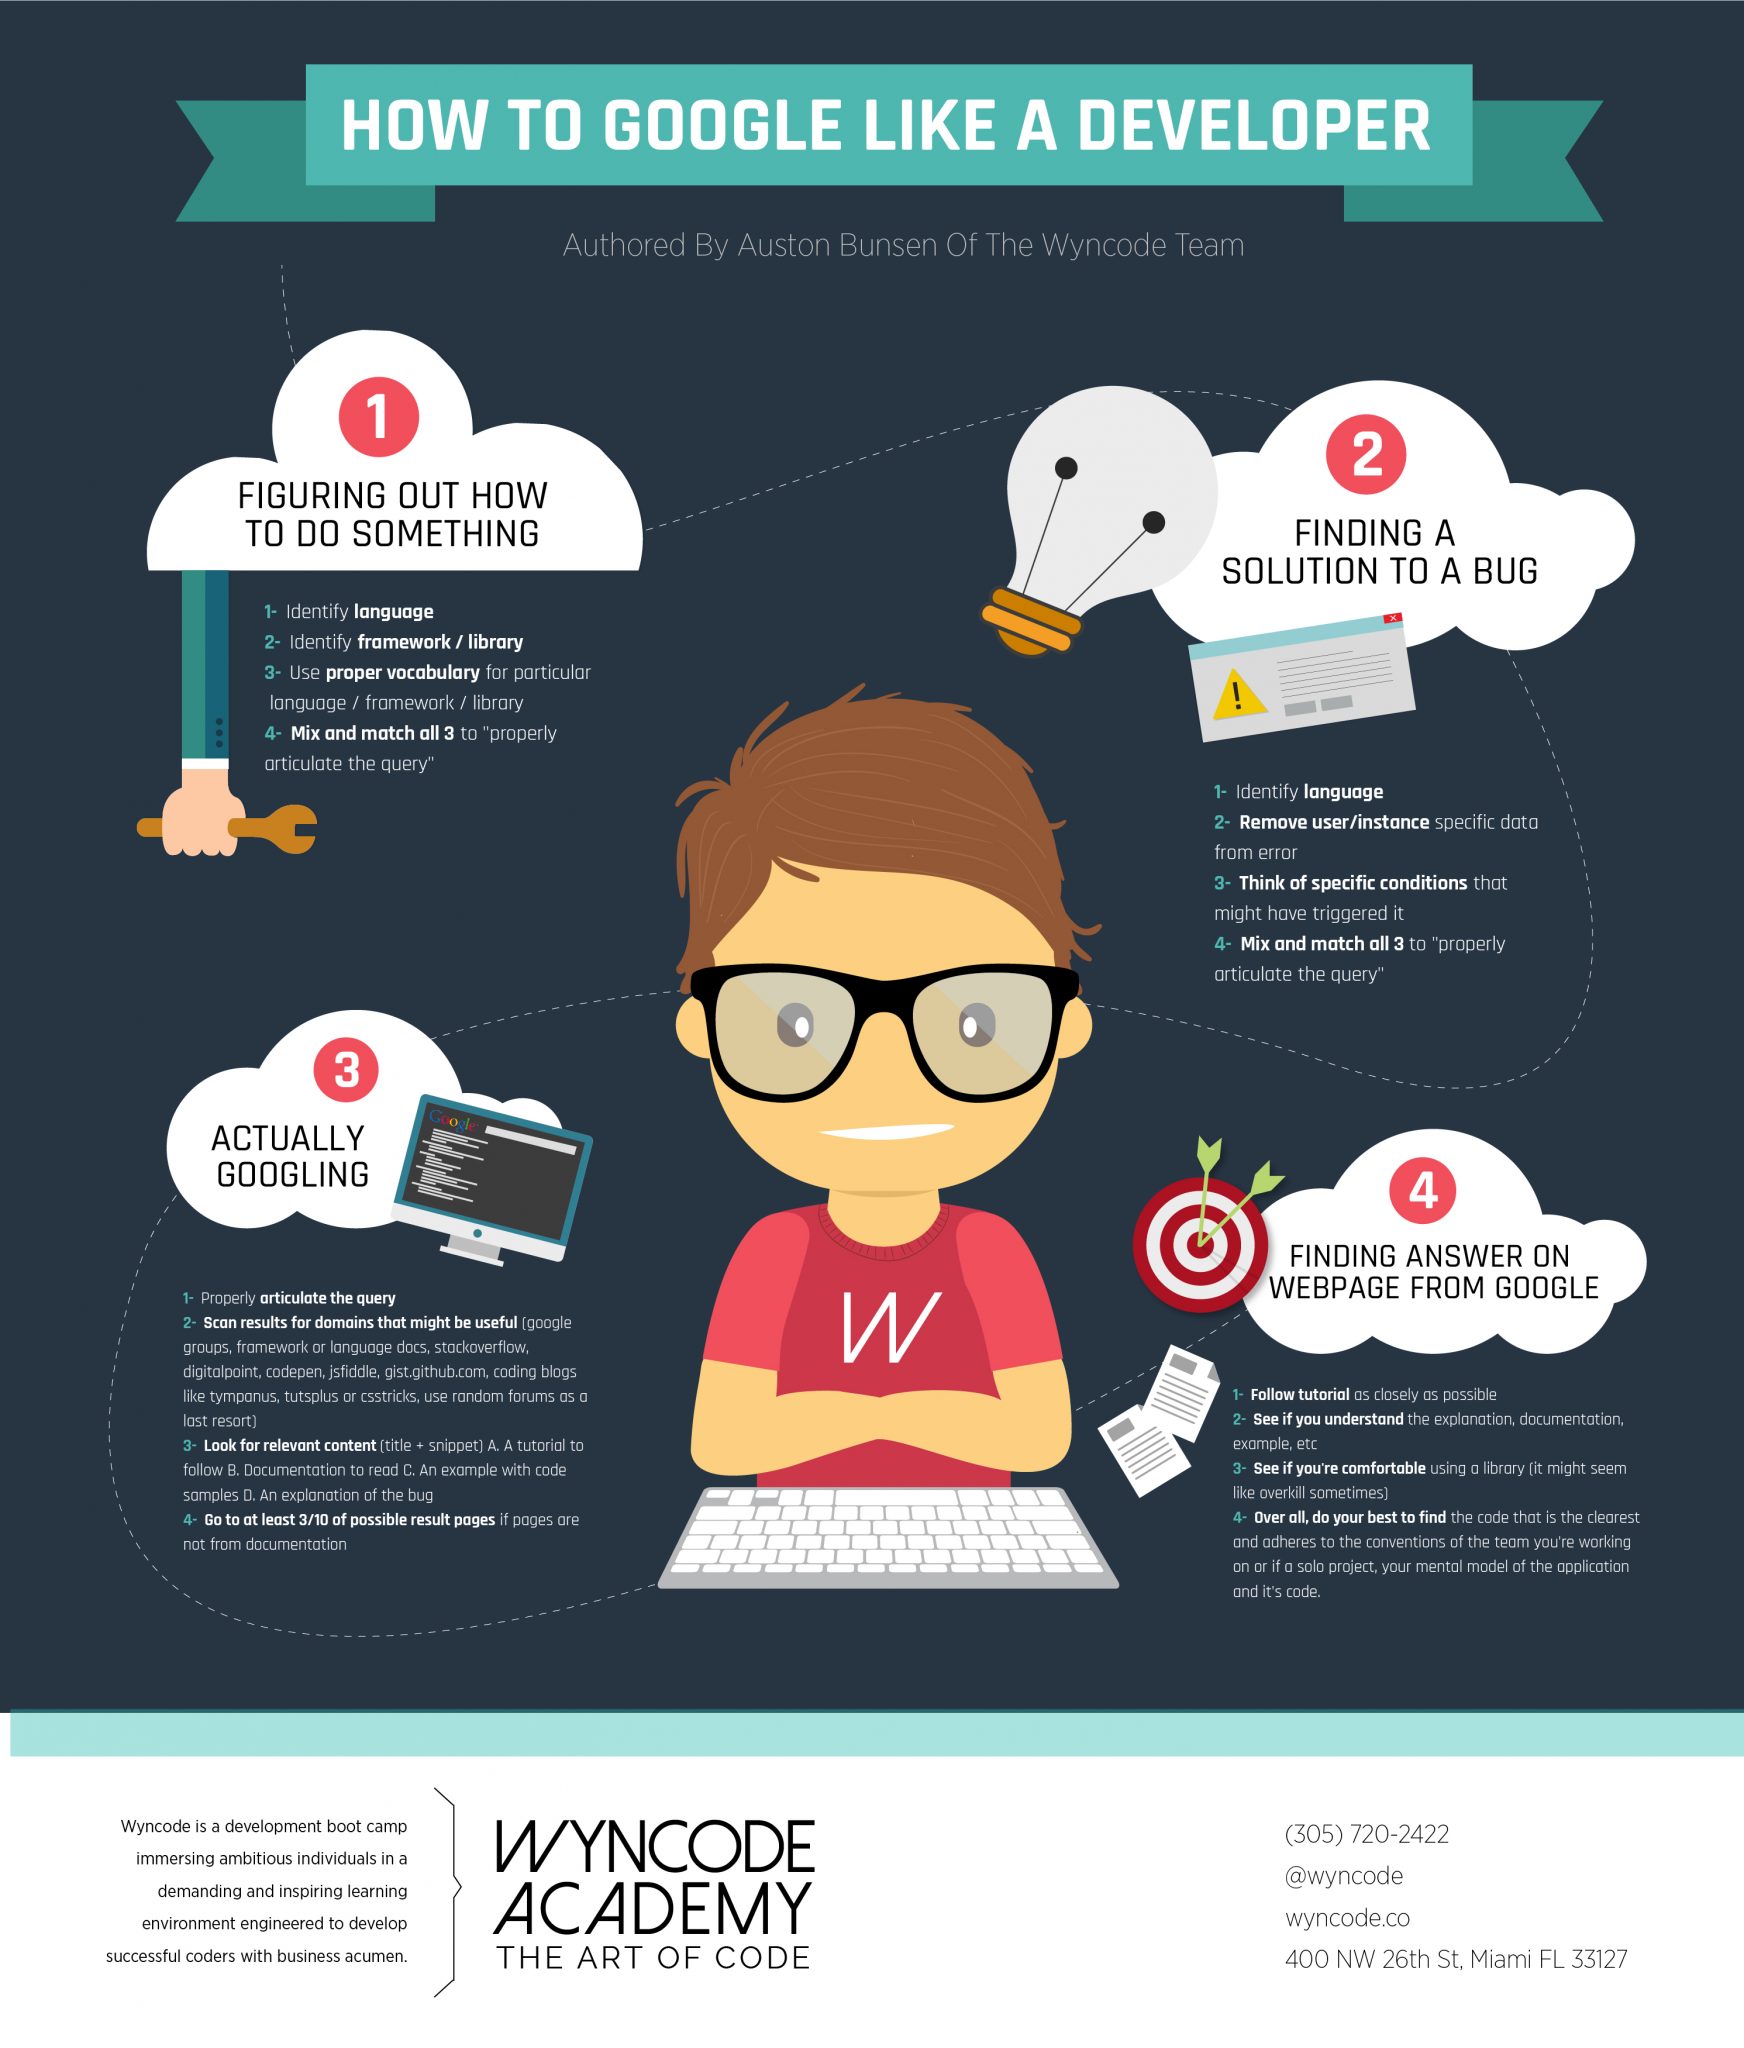 HOW TO GOOGLE LIKE A DEVELOPER
Authored By Auston Bunsen Of The Wyncode Team
1
FIGURING OUT HOW
TO DO SOMETHING
1- Identify language
2- Identify framework / library
3- Use proper vocabulary for particular
language / framework / library
4- Mix and match all 3 to "properly
articulate the query"
2
FINDING A
SOLUTION TO A BUG
X
!
1- Identify language
2- Remove user/instance specific data
from error
3- Think of specific conditions that
might have triggered it
4- Mix and match all 3 to "properly
articulate the query"
3
ACTUALLY
GOOGLING
Google
1- Properly articulate the query
2- Scan results for domains that might be useful (google
groups, framework or language docs, stackoverflow,
digitalpoint, codepen, jsfiddle, gist.github.com, coding blogs
like tympanus, tutsplus or csstricks, use random forums as a
last resort)
3- Look for relevant content (title + snippet) A. A tutorial to
follow B. Documentation to read C. An example with code
samples D. An explanation of the bug
4- Go to at least 3/10 of possible result pages if pages are
not from documentation
W
4
FINDING ANSWER ON
WEBPAGE FROM GOOGLE
1- Follow tutorial as closely as possible
2- See if you understand the explanation, documentation,
example, etc
3- See if you're comfortable using a library (it might seem
like overkill sometimes)
4- Over all, do your best to find the code that is the clearest
and adheres to the conventions of the team you're working
on or if a solo project, your mental model of the application
and it's code.
Wyncode is a development boot camp
immersing ambitious individuals in a
demanding and inspiring learning
environment engineered to develop
successful coders with business acumen.
WYNCODE
ACADEMY
THE ART OF CODE
(305) 720-2422
@wyncode
wyncode.co
400 NW 26th St, Miami FL 33127